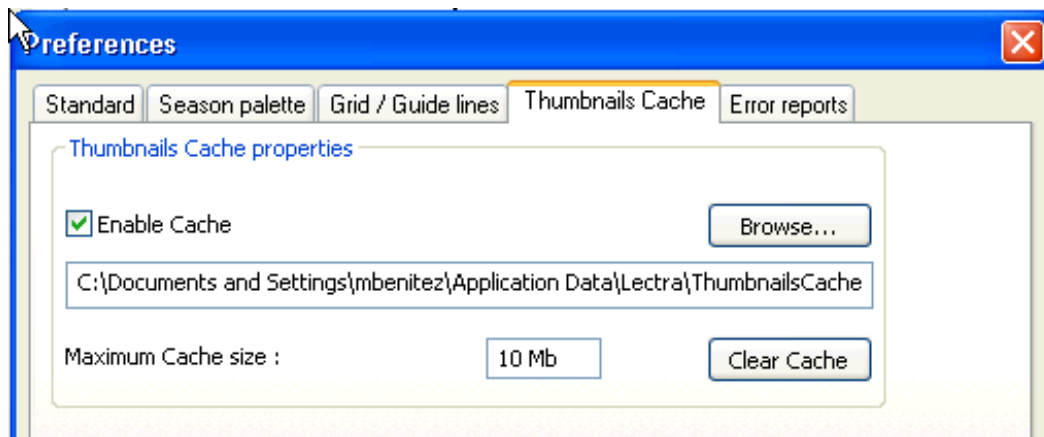 Preferences
Standard Season palette Grid / Guide lines Thumbnails Cache Error reports
Thumbnails Cache properties
Enable Cache Browse...
C:\Documents and Settings\mbenitez\Application Data\Lectra\ThumbnailsCache
Maximum Cache size : 10 Mb Clear Cache